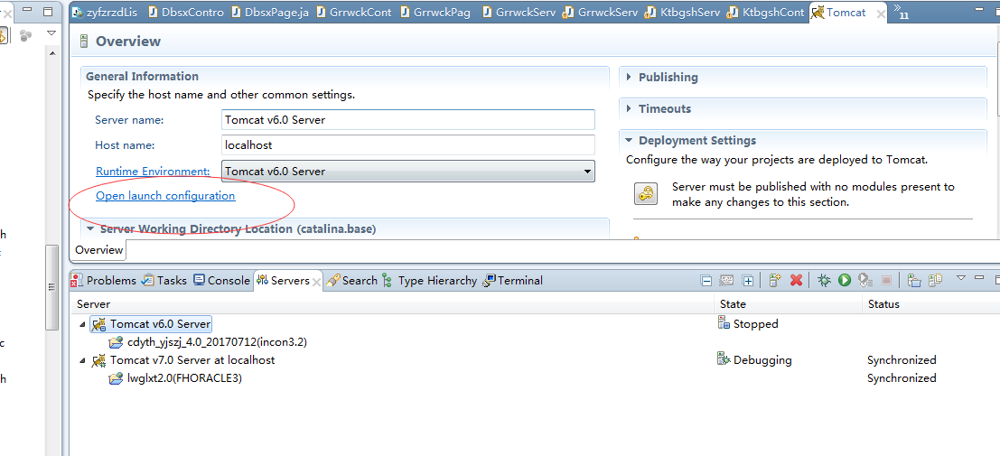 zyfzrzdLis DbsxContro DbsxPage.ja GrrwckCont GrrwckPag GrrwckServ GrrwckServ KtbgshServ KtbgshCont Tomcat »11
Overview
General Information
Specify the host name and other common settings.
Server name: Tomcat v6.0 Server
Host name: localhost
Runtime Environment: Tomcat v6.0 Server
Open launch configuration
Server Working Directory Location (catalina.base)
Publishing
Timeouts
Deployment Settings
Configure the way your projects are deployed to Tomcat.
Server must be published with no modules present to
make any changes to this section.
Overview
Problems Tasks Console Servers Search Type Hierarchy Terminal
Server State Status
Tomcat v6.0 Server Stopped
cdyth_yjszj_4.0_20170712(incon3.2)
Tomcat v7.0 Server at localhost Debugging Synchronized
lwglxt2.0(FHORACLE3) Synchronized